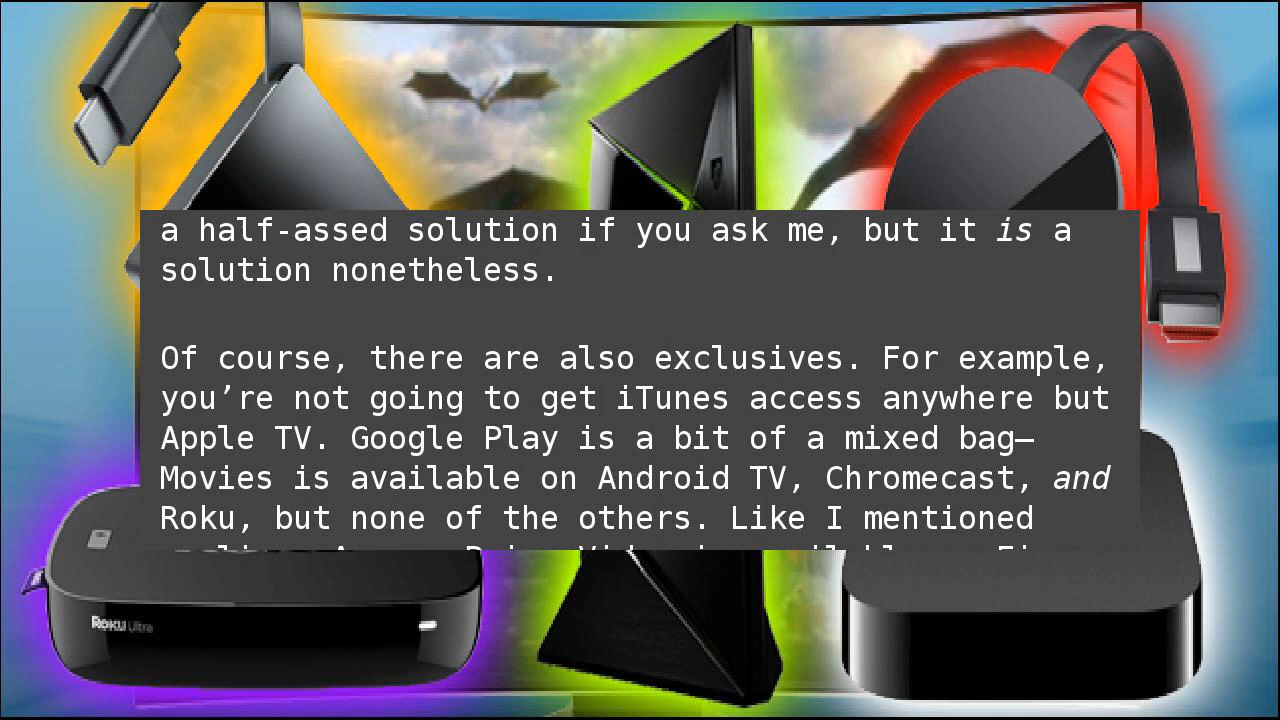 a half-assed solution if you ask me, but it is a
solution nonetheless.
Of course, there are also exclusives. For example,
you’re not going to get iTunes access anywhere but
Apple TV. Google Play is a bit of a mixed bag—
Movies is available on Android TV, Chromecast, and
Roku, but none of the others. Like I mentioned
Roku Ultra